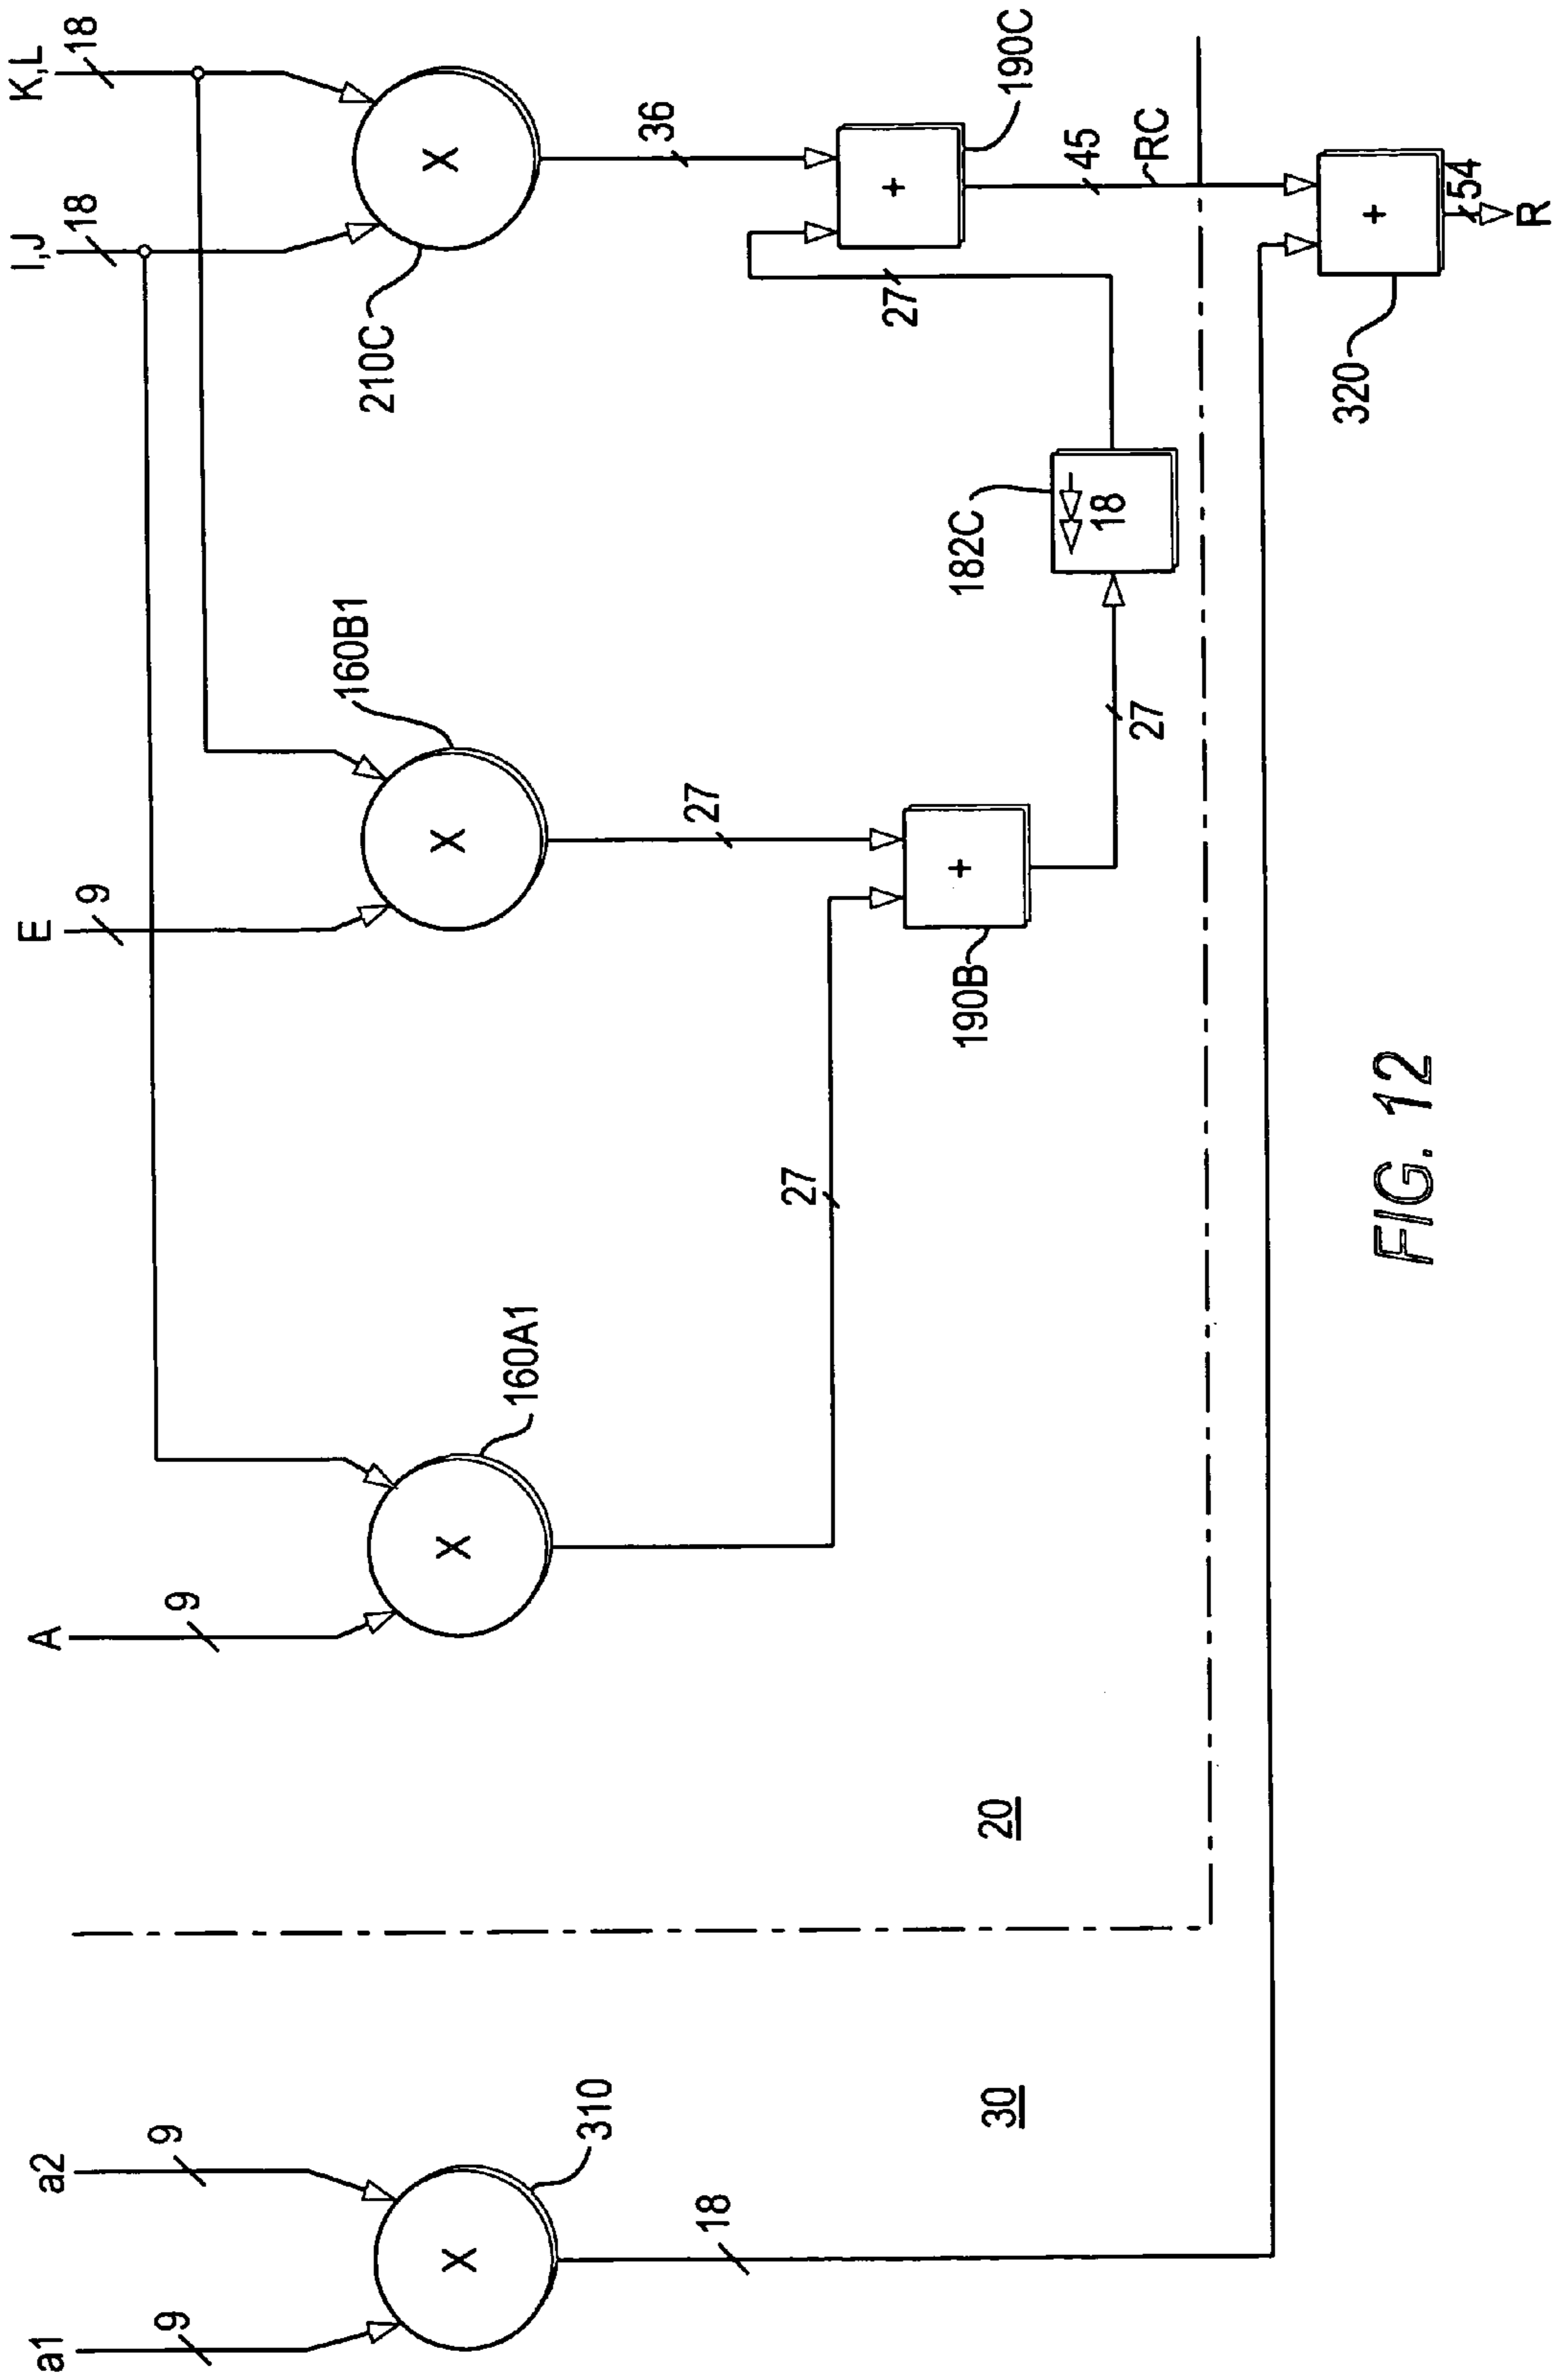 a1
9
a2
9
A
9
E
9
I,J
18
K,L
18
X
310
X
160A1
X
160B1
X
210C
18
27
27
36
+
190B
+
190C
27
27
182C
18
45
RC
30
20
+
320
54
R
FIG. 12